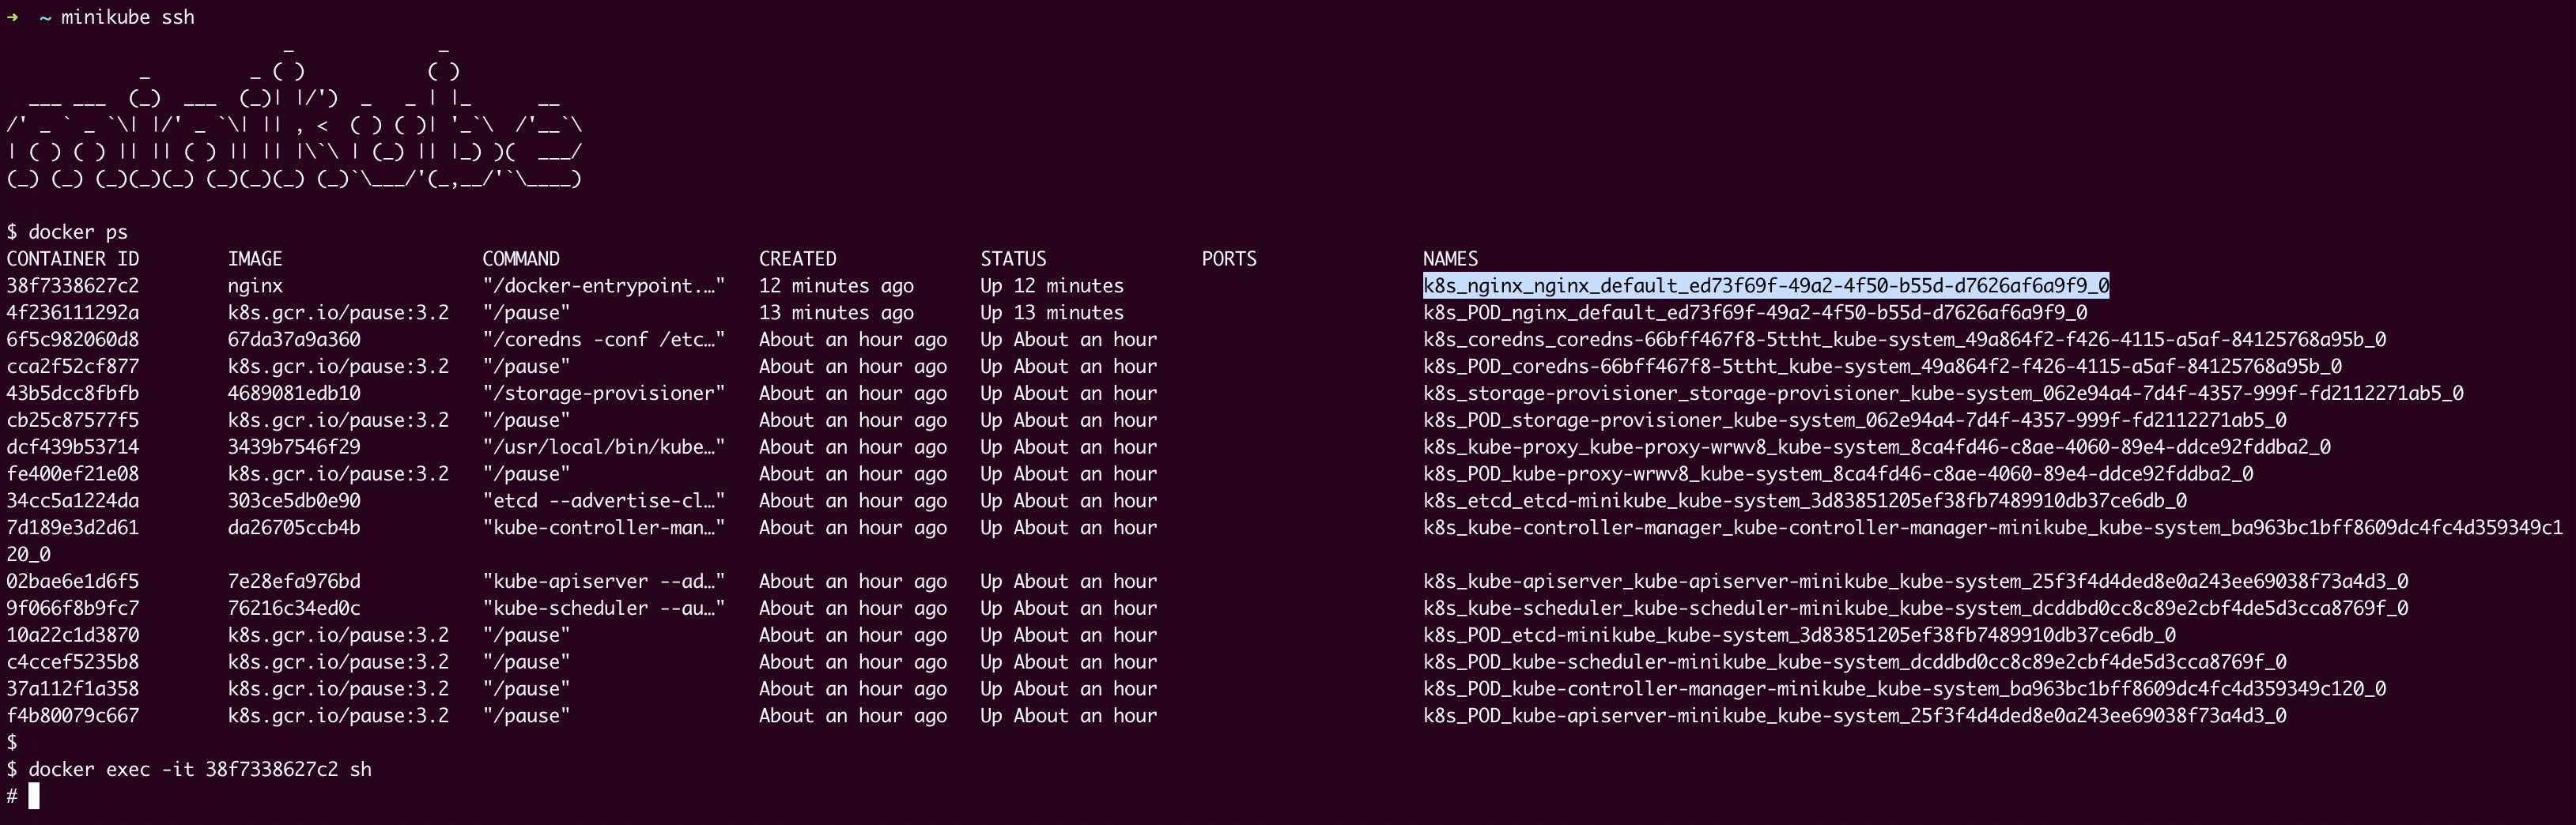 ➜  ~ minikube ssh
                         _             _
            _         _ ( )           ( )
  ___ ___  (_)  ___  (_)| |/')  _   _ | |_      __
/' _ ` _ `\| |/' _ `\| || , <  ( ) ( )| '_`\  /'__`\
| ( ) ( ) || || ( ) || || |\`\ | (_) || |_) )(  ___/
(_) (_) (_)(_)(_) (_)(_)(_) (_)`\___/'(_,__/'`\____)
$ docker ps
CONTAINER ID        IMAGE                  COMMAND                  CREATED             STATUS              PORTS               NAMES
38f7338627c2        nginx                  "/docker-entrypoint.…"   12 minutes ago      Up 12 minutes                           k8s_nginx_nginx_default_ed73f69f-49a2-4f50-b55d-d7626af6a9f9_0
4f236111292a        k8s.gcr.io/pause:3.2   "/pause"                 13 minutes ago      Up 13 minutes                           k8s_POD_nginx_default_ed73f69f-49a2-4f50-b55d-d7626af6a9f9_0
6f5c982060d8        67da37a9a360           "/coredns -conf /etc…"   About an hour ago   Up About an hour                        k8s_coredns_coredns-66bff467f8-5ttht_kube-system_49a864f2-f426-4115-a5af-84125768a95b_0
cca2f52cf877        k8s.gcr.io/pause:3.2   "/pause"                 About an hour ago   Up About an hour                        k8s_POD_coredns-66bff467f8-5ttht_kube-system_49a864f2-f426-4115-a5af-84125768a95b_0
43b5dcc8fbfb        4689081edb10           "/storage-provisioner"   About an hour ago   Up About an hour                        k8s_storage-provisioner_storage-provisioner_kube-system_062e94a4-7d4f-4357-999f-fd2112271ab5_0
cb25c87577f5        k8s.gcr.io/pause:3.2   "/pause"                 About an hour ago   Up About an hour                        k8s_POD_storage-provisioner_kube-system_062e94a4-7d4f-4357-999f-fd2112271ab5_0
dcf439b53714        3439b7546f29           "/usr/local/bin/kube…"   About an hour ago   Up About an hour                        k8s_kube-proxy_kube-proxy-wrwv8_kube-system_8ca4fd46-c8ae-4060-89e4-ddce92fddba2_0
fe400ef21e08        k8s.gcr.io/pause:3.2   "/pause"                 About an hour ago   Up About an hour                        k8s_POD_kube-proxy-wrwv8_kube-system_8ca4fd46-c8ae-4060-89e4-ddce92fddba2_0
34cc5a1224da        303ce5db0e90           "etcd --advertise-cl…"   About an hour ago   Up About an hour                        k8s_etcd_etcd-minikube_kube-system_3d83851205ef38fb7489910db37ce6db_0
7d189e3d2d61        da26705ccb4b           "kube-controller-man…"   About an hour ago   Up About an hour                        k8s_kube-controller-manager_kube-controller-manager-minikube_kube-system_ba963bc1bff8609dc4fc4d359349c1
20_0
02bae6e1d6f5        7e28efa976bd           "kube-apiserver --ad…"   About an hour ago   Up About an hour                        k8s_kube-apiserver_kube-apiserver-minikube_kube-system_25f3f4d4ded8e0a243ee69038f73a4d3_0
9f066f8b9fc7        76216c34ed0c           "kube-scheduler --au…"   About an hour ago   Up About an hour                        k8s_kube-scheduler_kube-scheduler-minikube_kube-system_dcddbd0cc8c89e2cbf4de5d3cca8769f_0
10a22c1d3870        k8s.gcr.io/pause:3.2   "/pause"                 About an hour ago   Up About an hour                        k8s_POD_etcd-minikube_kube-system_3d83851205ef38fb7489910db37ce6db_0
c4ccef5235b8        k8s.gcr.io/pause:3.2   "/pause"                 About an hour ago   Up About an hour                        k8s_POD_kube-scheduler-minikube_kube-system_dcddbd0cc8c89e2cbf4de5d3cca8769f_0
37a112f1a358        k8s.gcr.io/pause:3.2   "/pause"                 About an hour ago   Up About an hour                        k8s_POD_kube-controller-manager-minikube_kube-system_ba963bc1bff8609dc4fc4d359349c120_0
f4b80079c667        k8s.gcr.io/pause:3.2   "/pause"                 About an hour ago   Up About an hour                        k8s_POD_kube-apiserver-minikube_kube-system_25f3f4d4ded8e0a243ee69038f73a4d3_0
$
$ docker exec -it 38f7338627c2 sh
#